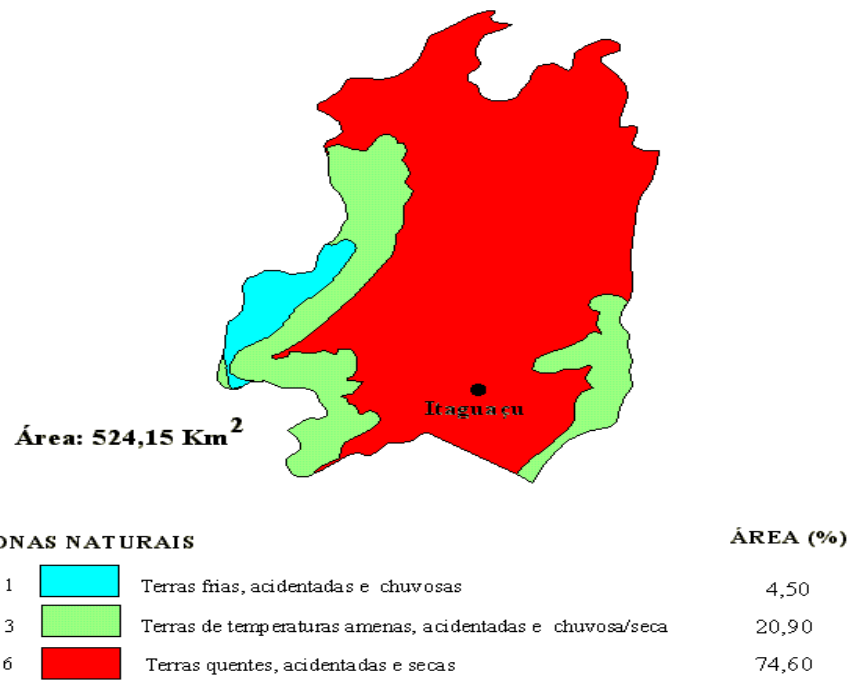 Itaguaçu
Área: 524,15 Km2
ONAS NATURAIS ÁREA (%)
1 Terras frias, acidentadas e chuvosas 4,50
3 Terras de temperaturas amenas, acidentadas e chuvosa/seca 20,90
6 Terras quentes, acidentadas e secas 74,60